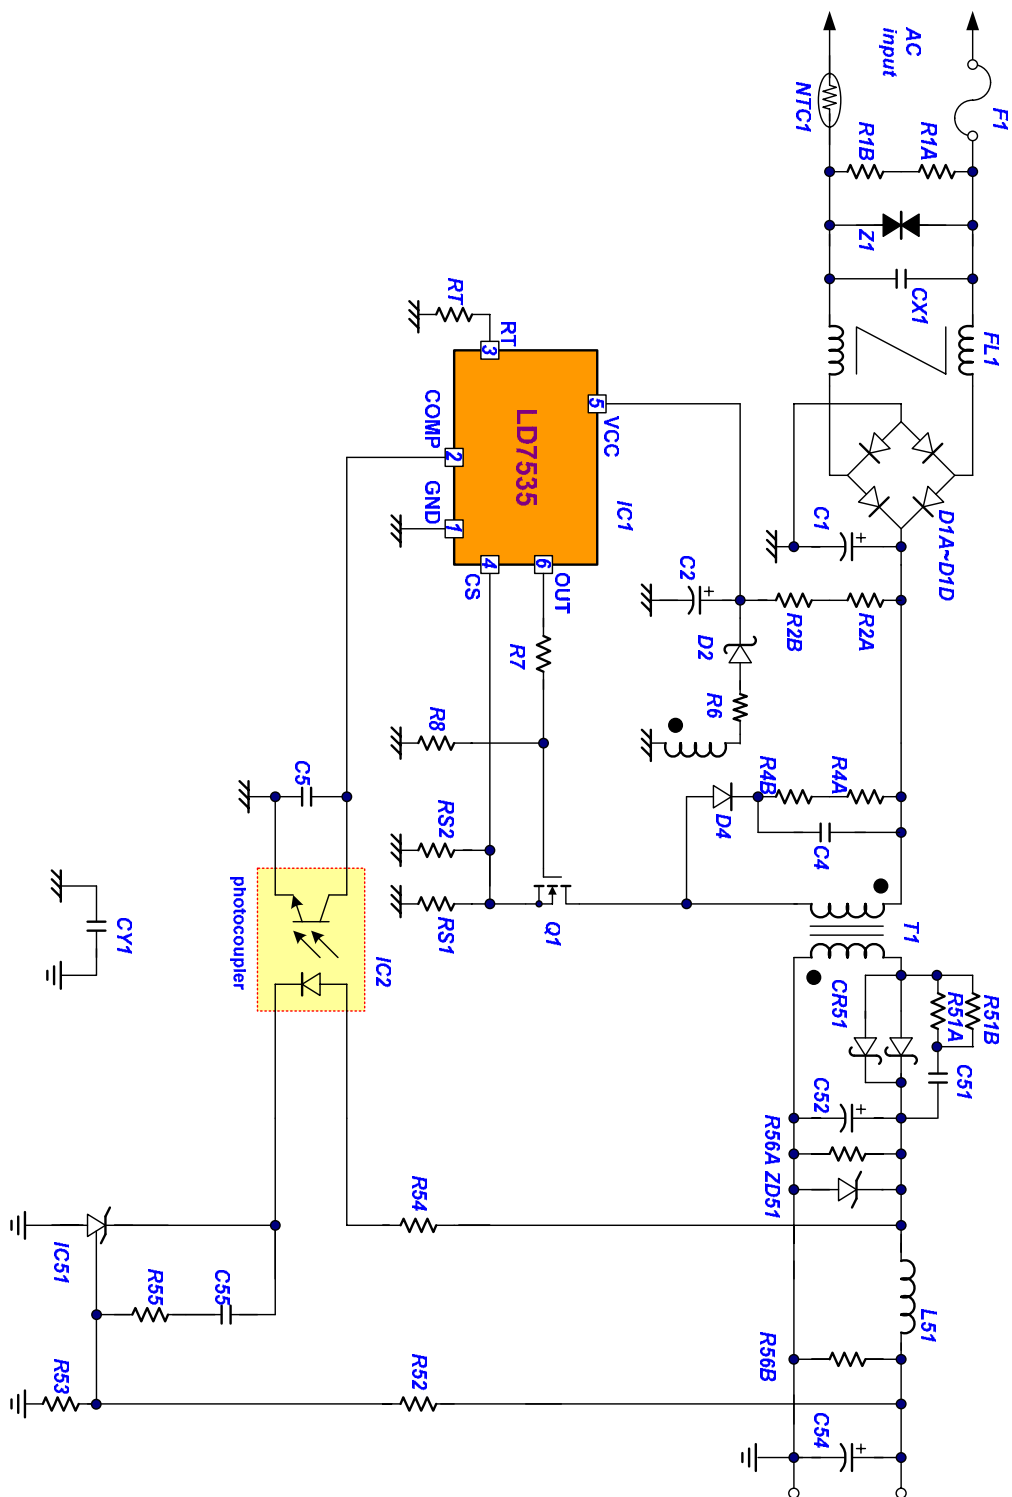 AC
input
F1
NTC1
R1A
R1B
Z1
CX1
FL1
D1A~D1D
C1
R2A
R2B
C2
D2
R6
R4A
R4B
C4
D4
T1
CR51
R51A
R51B
C51
C52
R56A
ZD51
L51
R56B
C54
RT
RT
3
5
VCC
COMP
2
LD7535
IC1
GND
1
4
CS
6
OUT
R7
R8
RS2
RS1
Q1
C5
photocoupler
IC2
CY1
R54
R52
IC51
R55
C55
R53
+
+
+
+